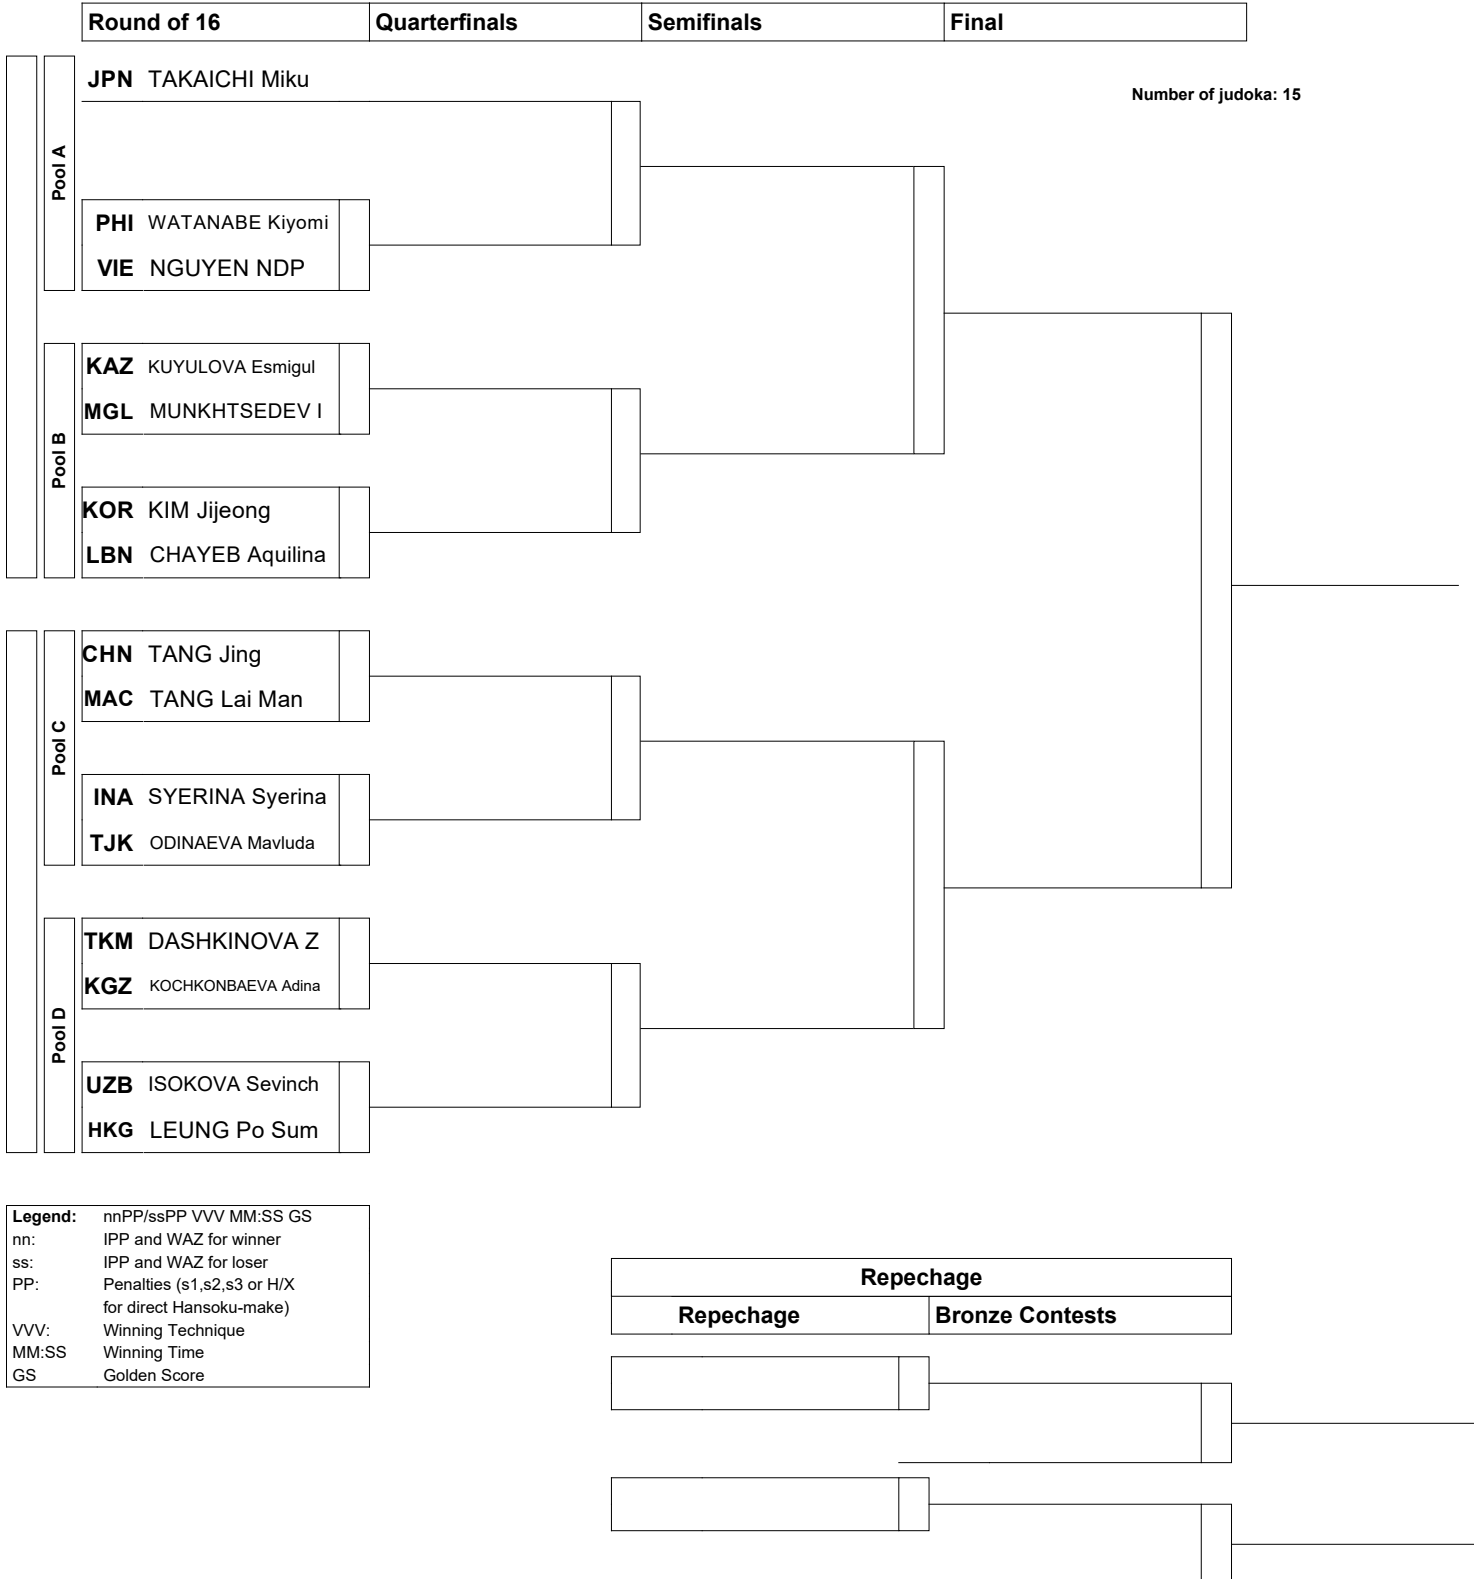 Round of 16 Quarterfinals Semifinals Final
Number of judoka: 15
Pool A
JPN TAKAICHI Miku
PHI WATANABE Kiyomi
VIE NGUYEN NDP
Pool B
KAZ KUYULOVA Esmigul
MGL MUNKHTSEDEV I
KOR KIM Jijeong
LBN CHAYEB Aquilina
Pool C
CHN TANG Jing
MAC TANG Lai Man
INA SYERINA Syerina
TJK ODINAEVA Mavluda
Pool D
TKM DASHKINOVA Z
KGZ KOCHKONBAEVA Adina
UZB ISOKOVA Sevinch
HKG LEUNG Po Sum
Legend: nnPP/ssPP VVV MM:SS GS
nn: IPP and WAZ for winner
ss: IPP and WAZ for loser
PP: Penalties (s1,s2,s3 or H/X
for direct Hansoku-make)
VVV: Winning Technique
MM:SS Winning Time
GS Golden Score
Repechage
Repechage Bronze Contests